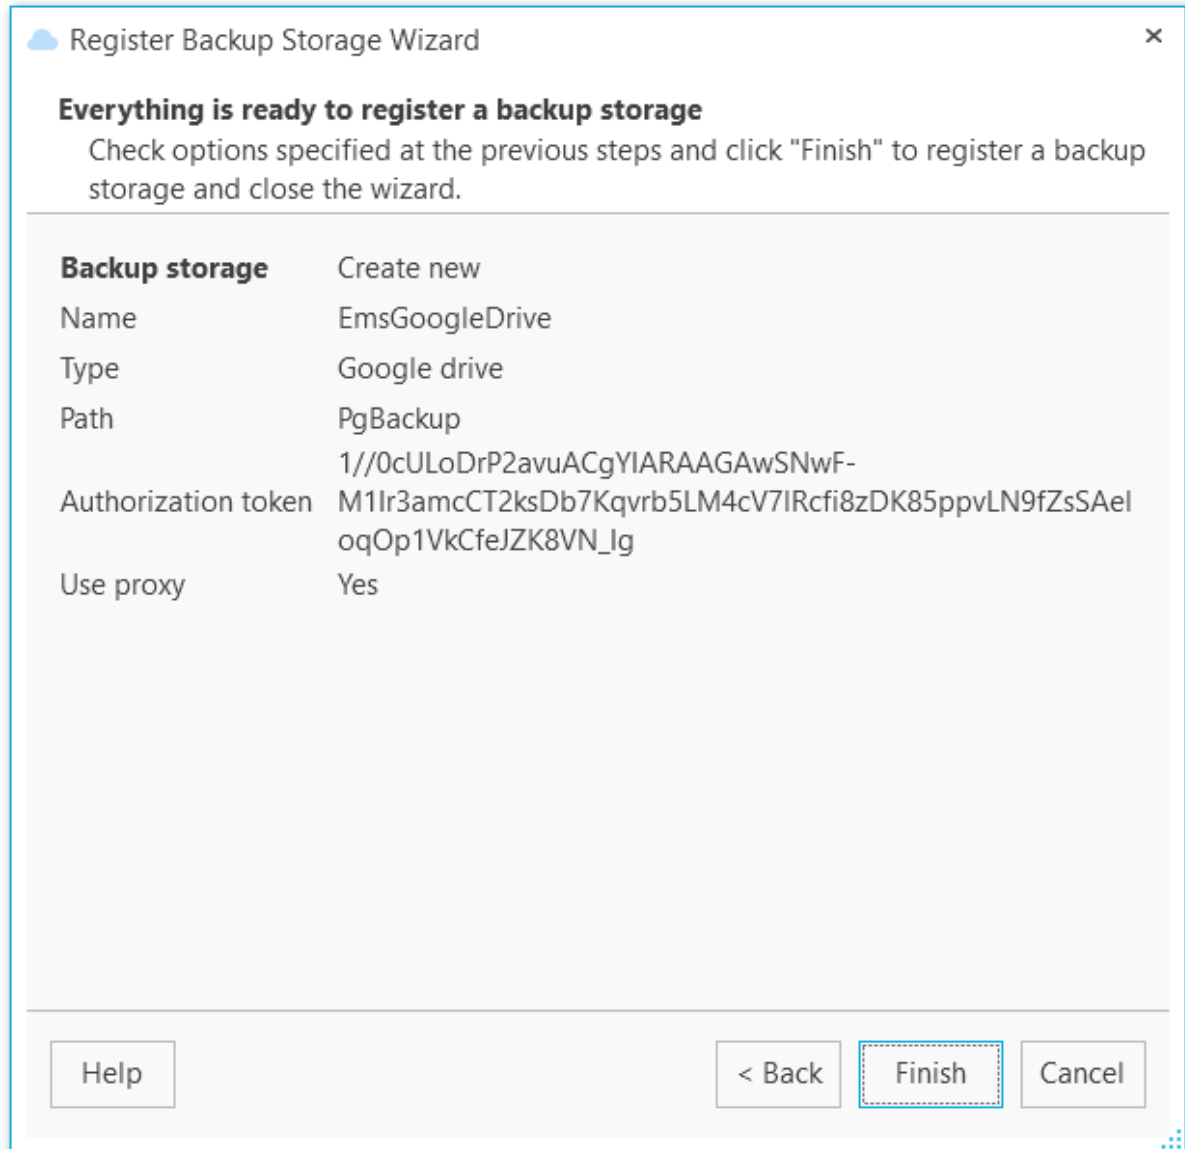 Register Backup Storage Wizard
Everything is ready to register a backup storage
Check options specified at the previous steps and click "Finish" to register a backup
storage and close the wizard.
Backup storage Create new
Name EmsGoogleDrive
Type Google drive
Path PgBackup
1//0cULoDrP2avuACgYIARAAGAwSNwF-
Authorization token M1Ir3amcCT2ksDb7Kqvrb5LM4cV7lRcfi8zDK85ppvLN9fZsSAeI
oqOp1VkCfeJZK8VN_Ig
Use proxy Yes
Help < Back Finish Cancel